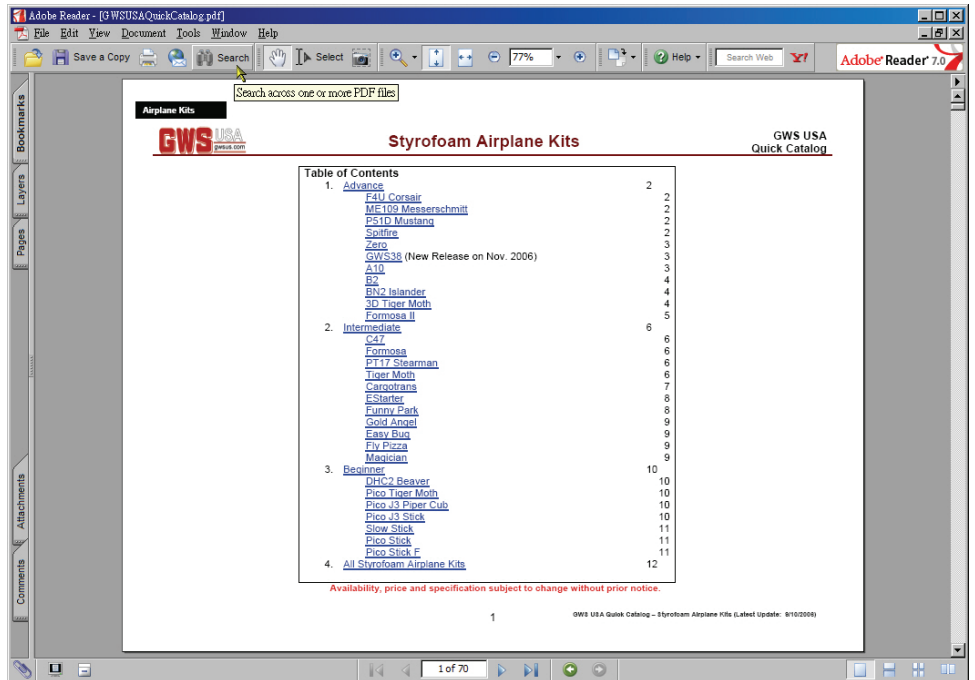 Adobe Reader - [GWSUSAQuickCatalog.pdf]
File Edit View Document Tools Window Help
Save a Copy Search Select 77% Help Search Web Y! Adobe Reader 7.0
Search across one or more PDF files
Bookmarks
Layers
Pages
Attachments
Comments
Airplane Kits
GWS USA
gwsus.com
Styrofoam Airplane Kits
GWS USA
Quick Catalog
Table of Contents
1. Advance 2
F4U Corsair 2
ME109 Messerschmitt 2
P51D Mustang 2
Spitfire 2
Zero 3
GWS38 (New Release on Nov. 2006) 3
A10 3
B2 4
BN2 Islander 4
3D Tiger Moth 4
Formosa II 5
2. Intermediate 6
C47 6
Formosa 6
PT17 Stearman 6
Tiger Moth 6
Cargotrans 7
EStarter 8
Funny Park 8
Gold Angel 9
Easy Bug 9
Fly Pizza 9
Magician 9
3. Beginner 10
DHC2 Beaver 10
Pico Tiger Moth 10
Pico J3 Piper Cub 10
Pico J3 Stick 10
Slow Stick 11
Pico Stick 11
Pico Stick F 11
4. All Styrofoam Airplane Kits 12
Availability, price and specification subject to change without prior notice.
1
GWS USA Quick Catalog – Styrofoam Airplane Kits (Latest Update: 9/10/2006)
1 of 70